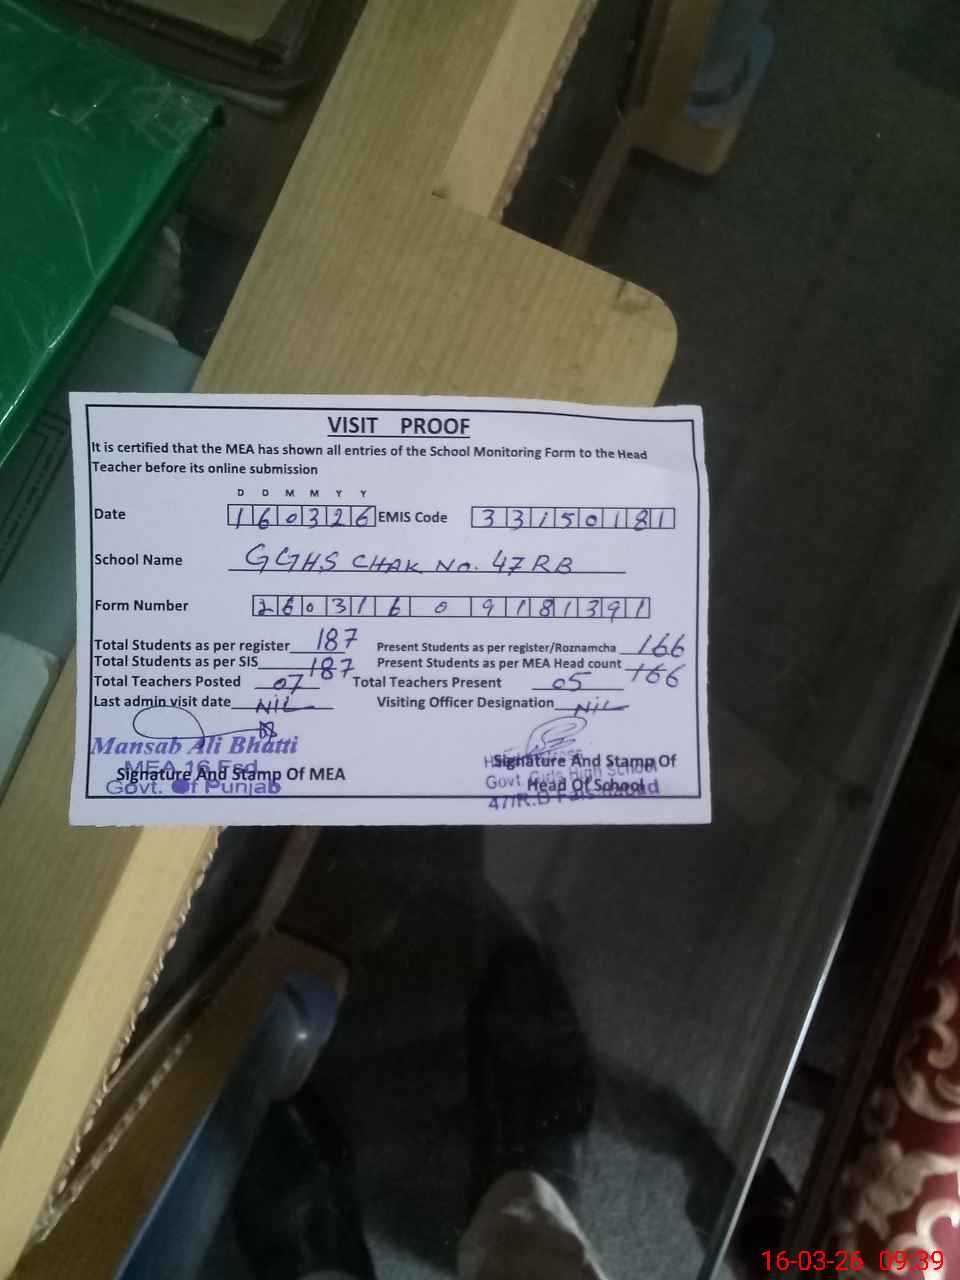 VISIT PROOF
It is certified that the MEA has shown all entries of the School Monitoring Form to the Head
Teacher before its online submission
D D M M Y Y
Date 160326 EMIS Code 33150181
School Name GGHS CHAK No. 47 RB
Form Number 26031609181391
Total Students as per register 187 Present Students as per register/Roznamcha 166
Total Students as per SIS 187 Present Students as per MEA Head count 166
Total Teachers Posted 07 Total Teachers Present 05
Last admin visit date NIL Visiting Officer Designation NIL
Mansab Ali Bhatti
MEA 16 Fsd
Signature And Stamp Of MEA
Govt. Of Punjab
Signature And Stamp Of
Govt. Girls High School
Head Of School
47/R.B Faisalabad
16-03-26 09:39